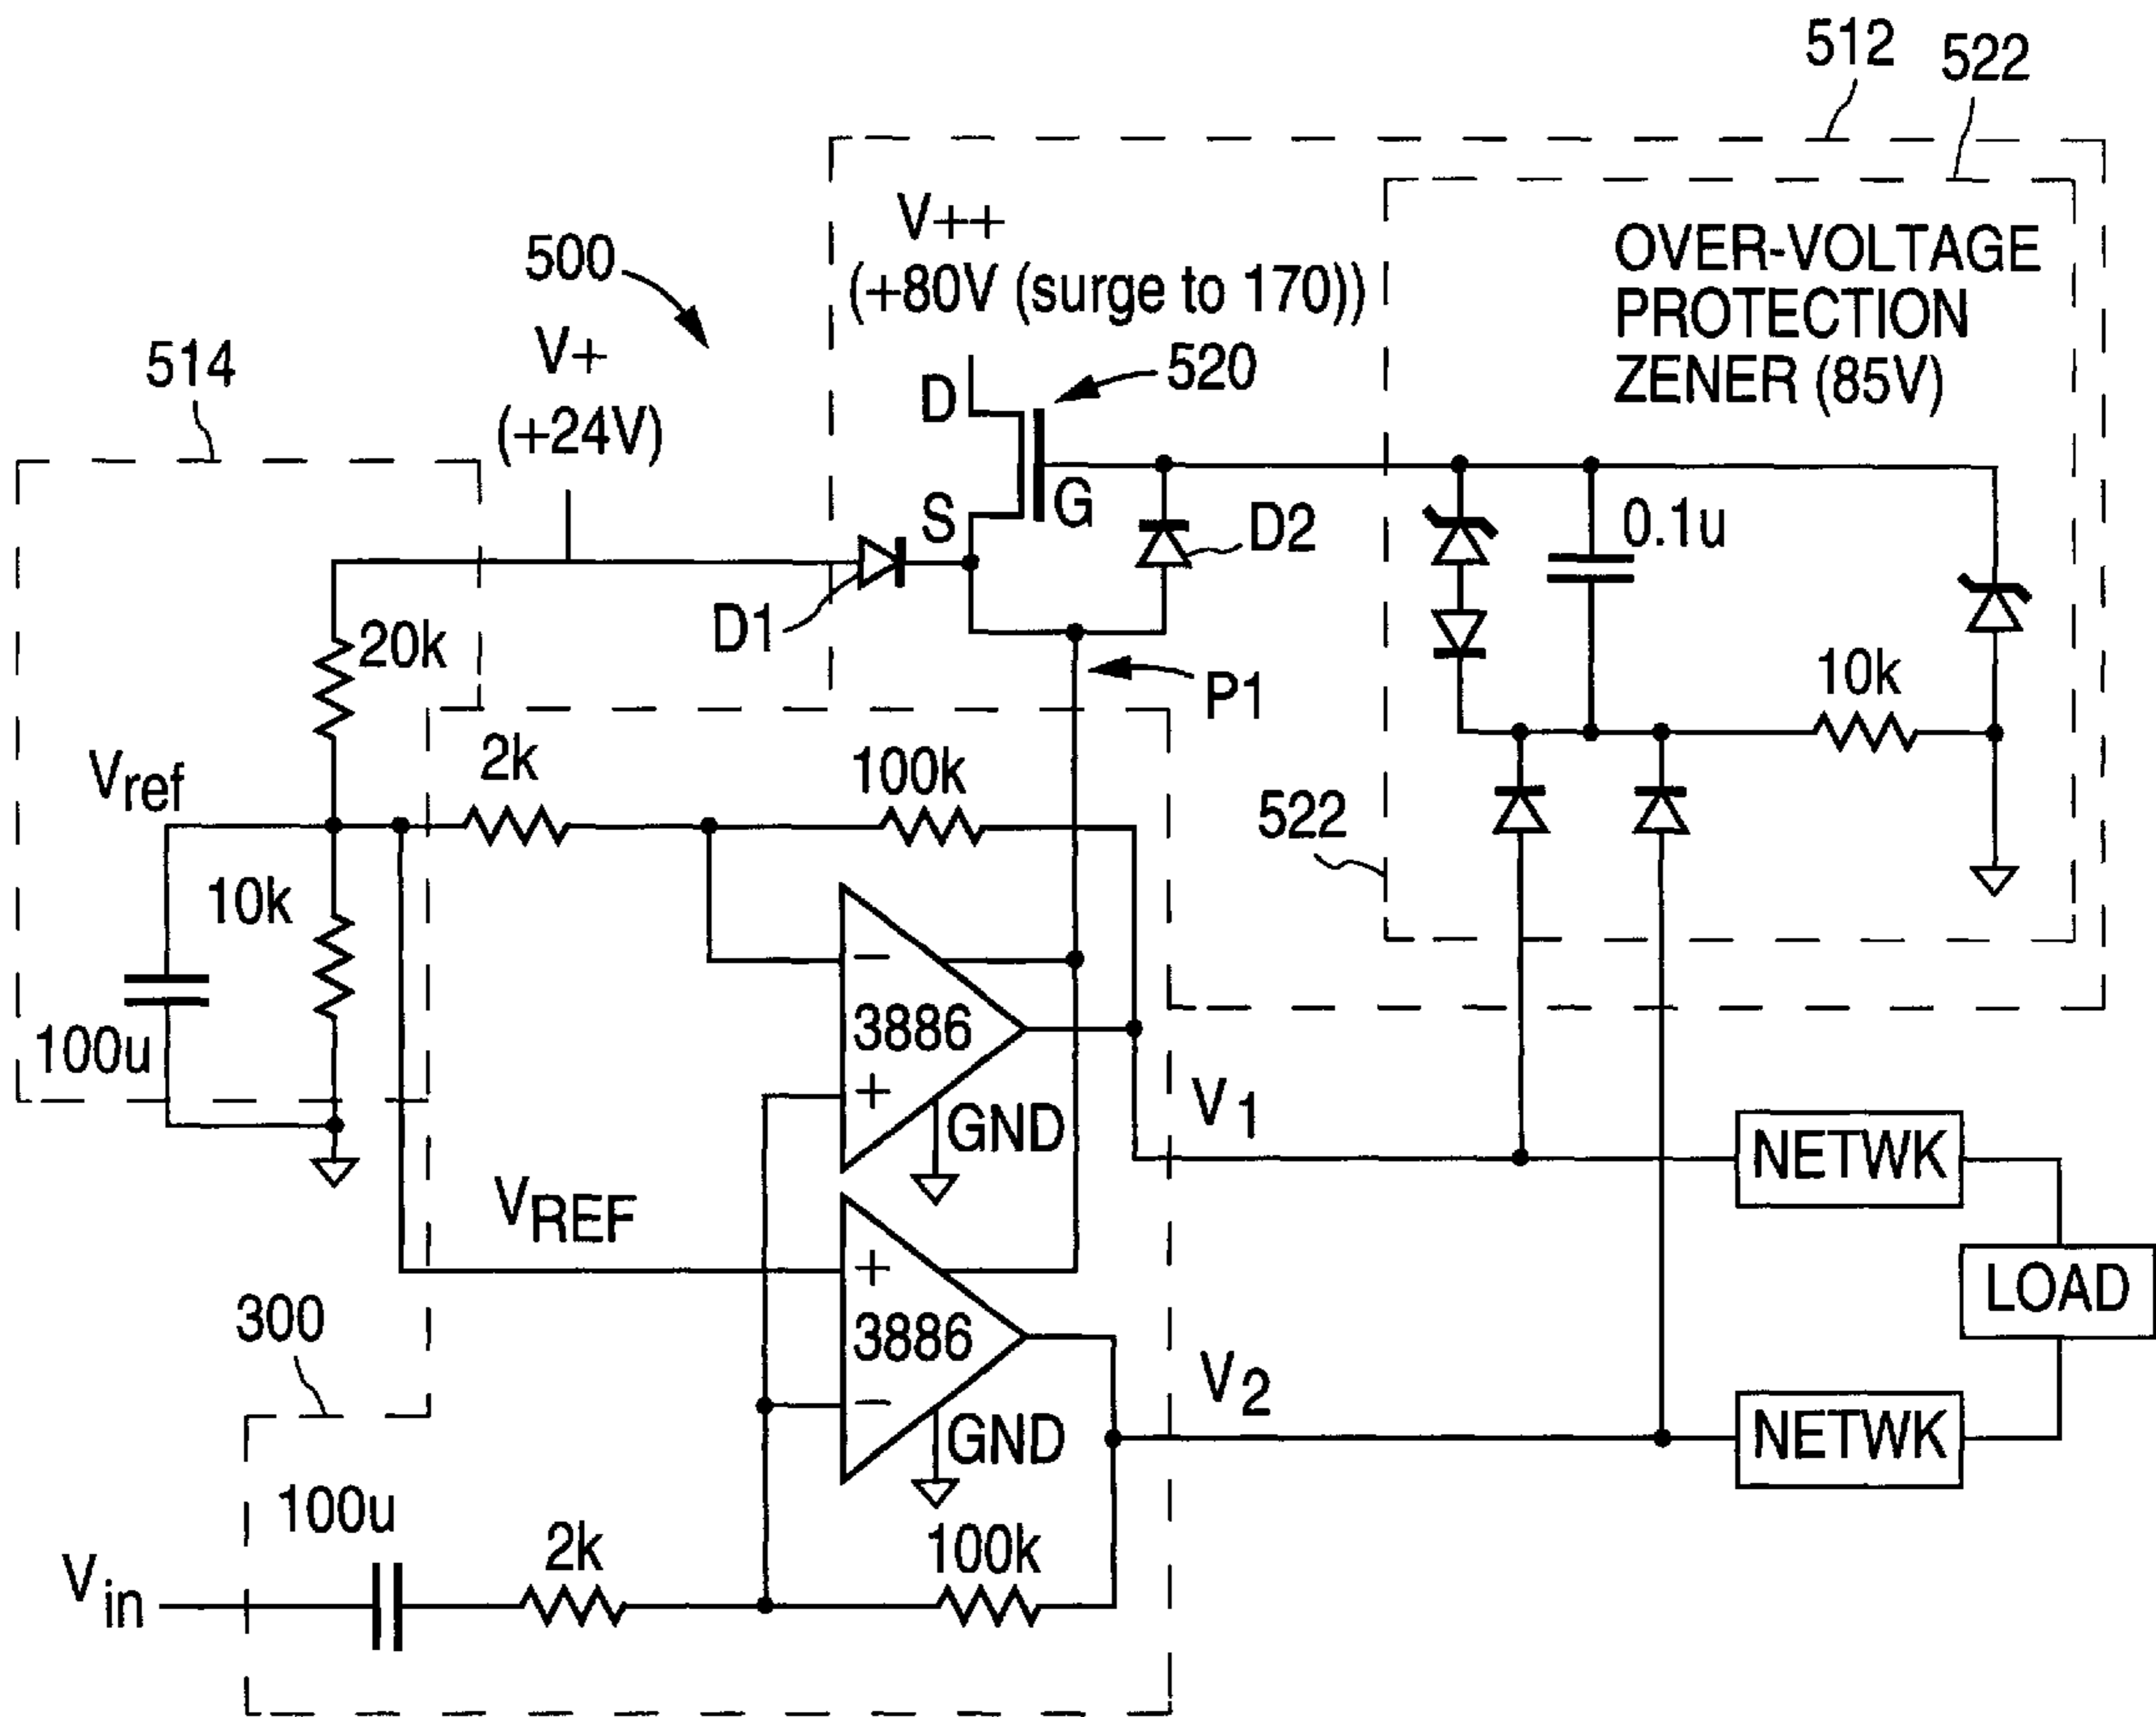 512
522
V++
(+80V (surge to 170))
OVER-VOLTAGE
PROTECTION
ZENER (85V)
500
V+
(+24V)
514
520
D
S
G
D2
0.1u
D1
20k
P1
10k
Vref
2k
100k
522
10k
−
3886
+
100u
GND
V1
NETWK
VREF
+
LOAD
3886
300
V2
−
GND
NETWK
100u
2k
100k
Vin